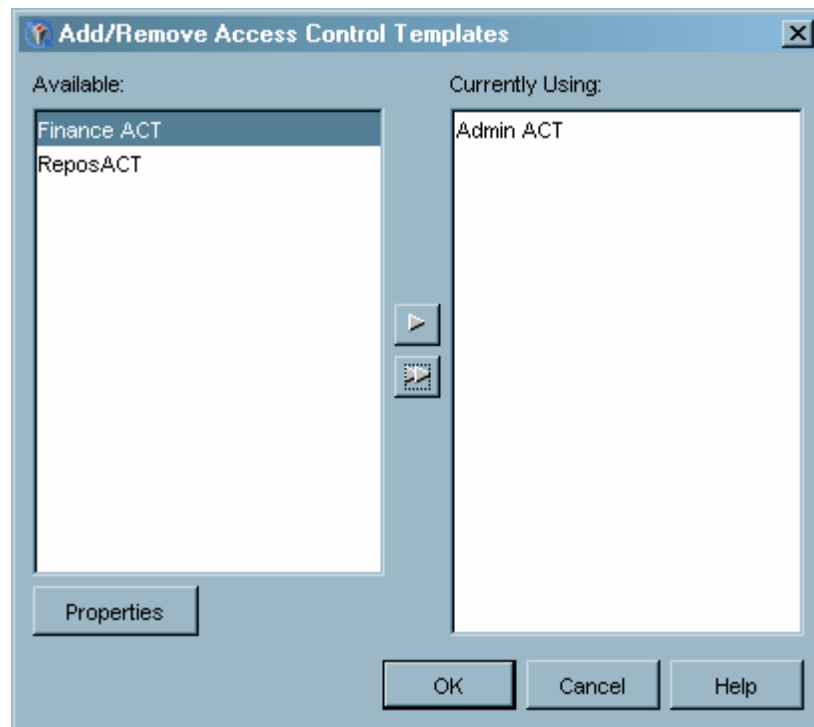 Add/Remove Access Control Templates
Available:
Currently Using:
Finance ACT
ReposACT
Admin ACT
Properties
OK
Cancel
Help